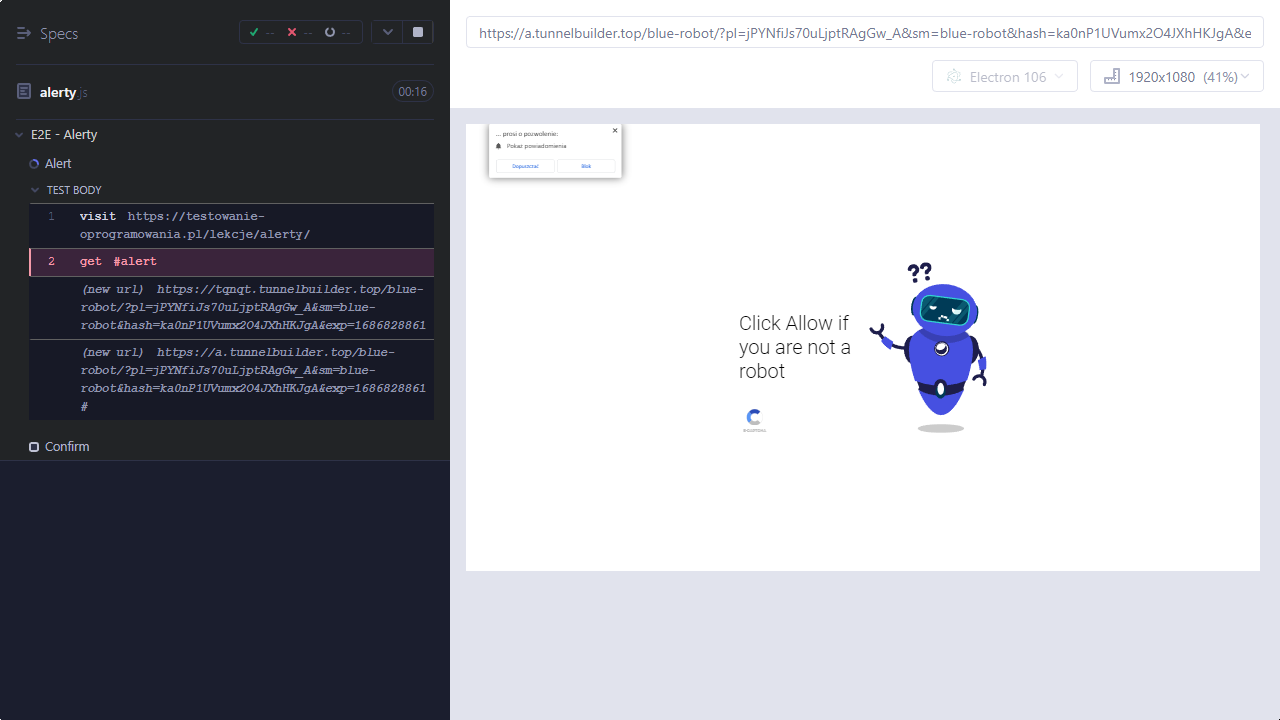 Specs
--
--
--
alerty.js
00:16
E2E - Alerty
Alert
TEST BODY
1 visit https://testowanie-
oprogramowania.pl/lekcje/alerty/
2 get #alert
(new url) https://tquqt.tunnelbuilder.top/blue-
robot/?pl=jPYNfiJs70uLjptRAgGw_A&sm=blue-
robot&hash=ka0nP1UVumx2O4JXhHKJgA&exp=1686828861
(new url) https://a.tunnelbuilder.top/blue-
robot/?pl=jPYNfiJs70uLjptRAgGw_A&sm=blue-
robot&hash=ka0nP1UVumx2O4JXhHKJgA&exp=1686828861
#
Confirm
https://a.tunnelbuilder.top/blue-robot/?pl=jPYNfiJs70uLjptRAgGw_A&sm=blue-robot&hash=ka0nP1UVumx2O4JXhHKJgA&e
Electron 106
1920x1080 (41%)
... prosi o pozwolenie:
Pokaż powiadomienia
Dopuszczać
Blok
??
Click Allow if
you are not a
robot